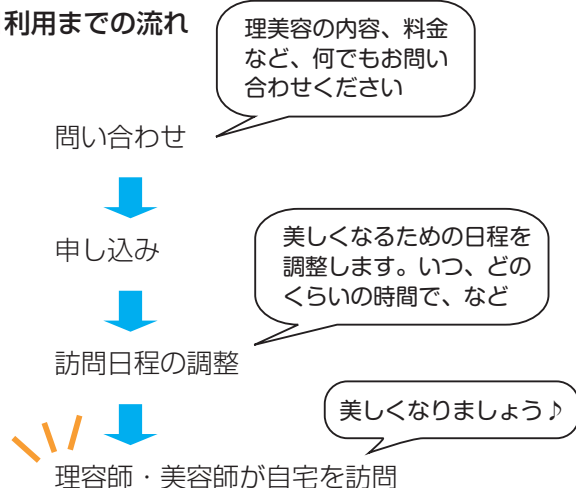 利用までの流れ
理美容の内容、料金
など、何でもお問い
合わせください
問い合わせ
申し込み
美しくなるための日程を
調整します。いつ、どの
くらいの時間で、など
訪問日程の調整
美しくなりましょう♪
理容師・美容師が自宅を訪問